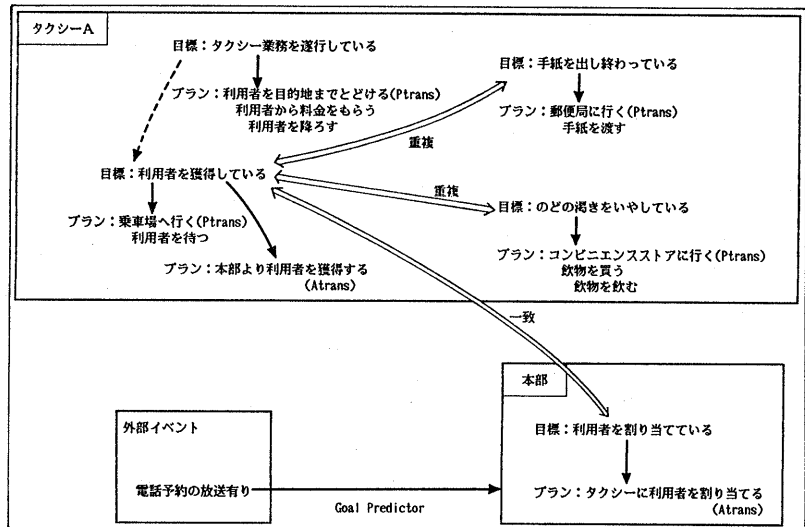 タクシーA
目標：タクシー業務を遂行している
プラン：利用者を目的地までとどける(Ptrans)
利用者から料金をもらう
利用者を降ろす
目標：手紙を出し終わっている
プラン：郵便局に行く(Ptrans)
手紙を渡す
重複
目標：利用者を獲得している
重複
プラン：乗車場へ行く(Ptrans)
利用者を待つ
目標：のどの渇きをいやしている
プラン：コンビニエンスストアに行く(Ptrans)
飲物を買う
飲物を飲む
プラン：本部より利用者を獲得する
(Atrans)
一致
本部
目標：利用者を割り当てている
プラン：タクシーに利用者を割り当てる
(Atrans)
外部イベント
電話予約の放送有り
Goal Predictor